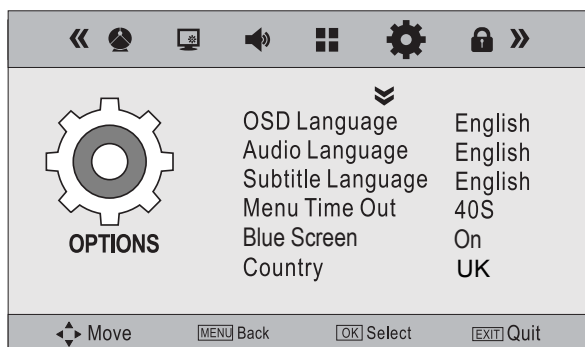 OSD Language English
Audio Language English
Subtitle Language English
Menu Time Out 40S
Blue Screen On
Country UK
OPTIONS
Move MENU Back OK Select EXIT Quit